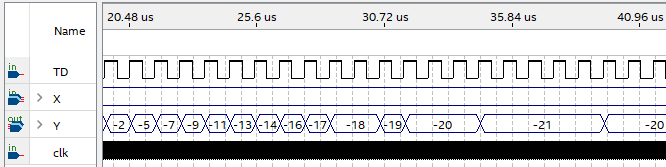 20.48 us 25.6 us 30.72 us 35.84 us 40.96 us
Name
in TD
in X
out Y -2 -5 -7 -9 -11 -13 -14 -16 -17 -18 -19 -20 -21 -20
in clk